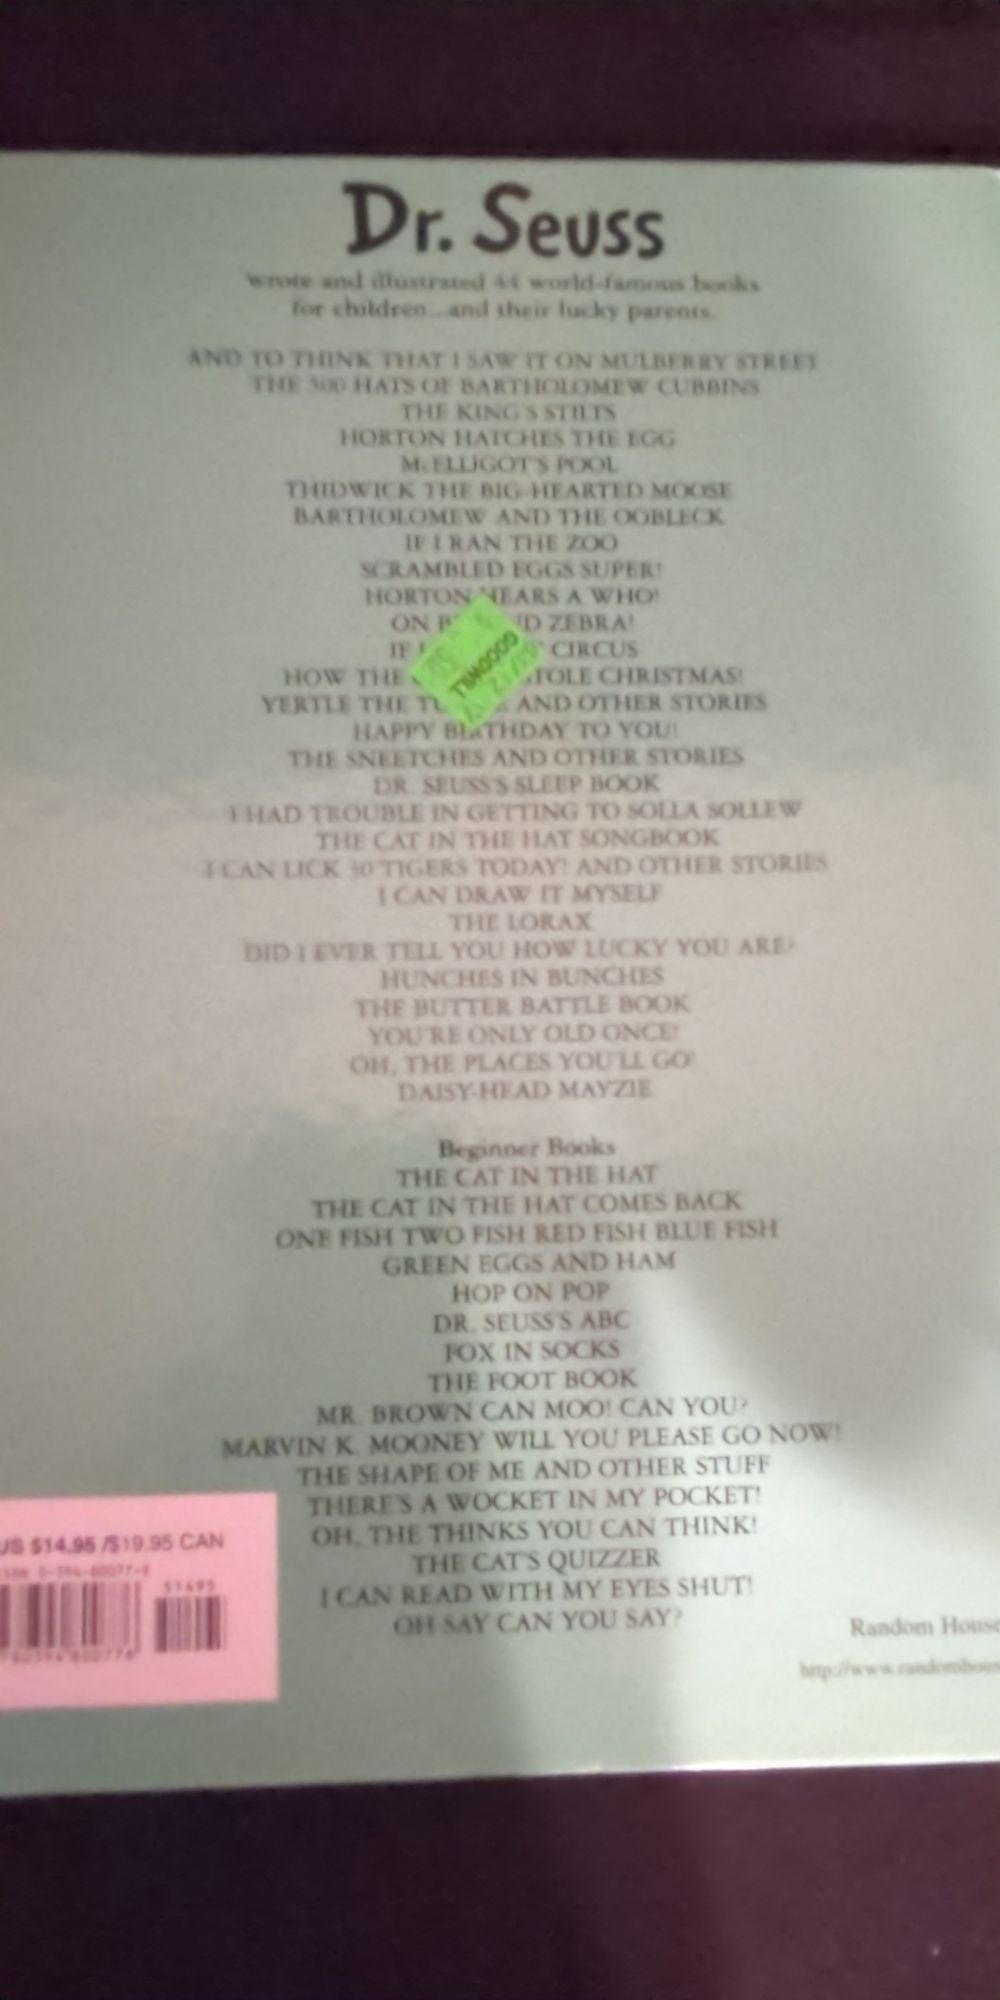 Dr. Seuss
wrote and illustrated 44 world-famous books
for children...and their lucky parents.
AND TO THINK THAT I SAW IT ON MULBERRY STREET
THE 500 HATS OF BARTHOLOMEW CUBBINS
THE KING'S STILTS
HORTON HATCHES THE EGG
McELLIGOT'S POOL
THIDWICK THE BIG-HEARTED MOOSE
BARTHOLOMEW AND THE OOBLECK
IF I RAN THE ZOO
SCRAMBLED EGGS SUPER!
HORTON HEARS A WHO!
ON ZEBRA!
IF CIRCUS
HOW THE CHRISTMAS!
YERTLE THE AND OTHER STORIES
HAPPY BIRTHDAY TO YOU!
THE SNEETCHES AND OTHER STORIES
DR. SEUSS'S SLEEP BOOK
I HAD TROUBLE IN GETTING TO SOLLA SOLLEW
THE CAT IN THE HAT SONGBOOK
I CAN LICK 30 TIGERS TODAY! AND OTHER STORIES
I CAN DRAW IT MYSELF
THE LORAX
DID I EVER TELL YOU HOW LUCKY YOU ARE?
HUNCHES IN BUNCHES
THE BUTTER BATTLE BOOK
YOU'RE ONLY OLD ONCE!
OH, THE PLACES YOU'LL GO!
DAISY-HEAD MAYZIE
Beginner Books
THE CAT IN THE HAT
THE CAT IN THE HAT COMES BACK
ONE FISH TWO FISH RED FISH BLUE FISH
GREEN EGGS AND HAM
HOP ON POP
DR. SEUSS'S ABC
FOX IN SOCKS
THE FOOT BOOK
MR. BROWN CAN MOO! CAN YOU?
MARVIN K. MOONEY WILL YOU PLEASE GO NOW!
THE SHAPE OF ME AND OTHER STUFF
THERE'S A WOCKET IN MY POCKET!
OH, THE THINKS YOU CAN THINK!
THE CAT'S QUIZZER
I CAN READ WITH MY EYES SHUT!
OH SAY CAN YOU SAY?
GOODWILL
US $14.95 /$19.95 CAN
51495
Random House